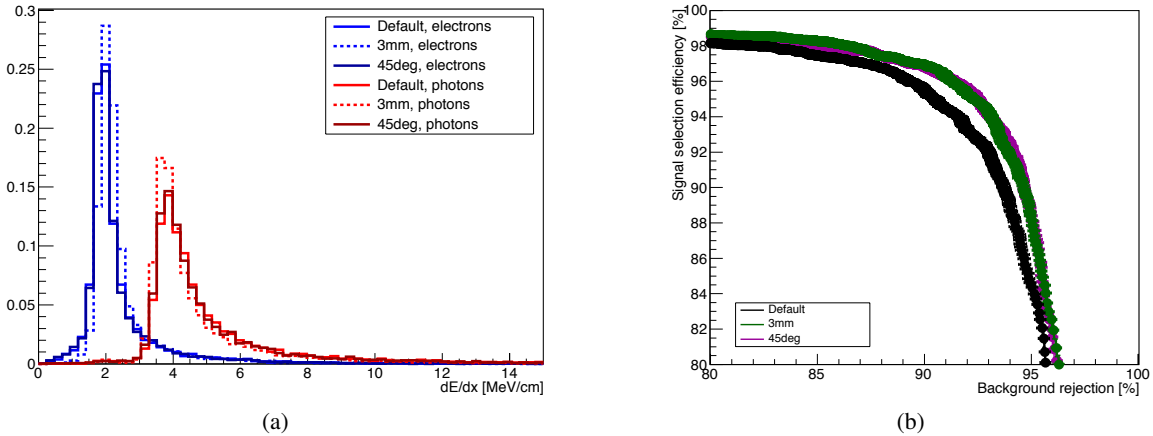 0.3
0.25
0.2
0.15
0.1
0.05
0
0 2 4 6 8 10 12 14
dE/dx [MeV/cm]
Default, electrons
3mm, electrons
45deg, electrons
Default, photons
3mm, photons
45deg, photons
(a)
Signal selection efficiency [%]
100
98
96
94
92
90
88
86
84
82
80
80 85 90 95 100
Background rejection [%]
Default
3mm
45deg
(b)